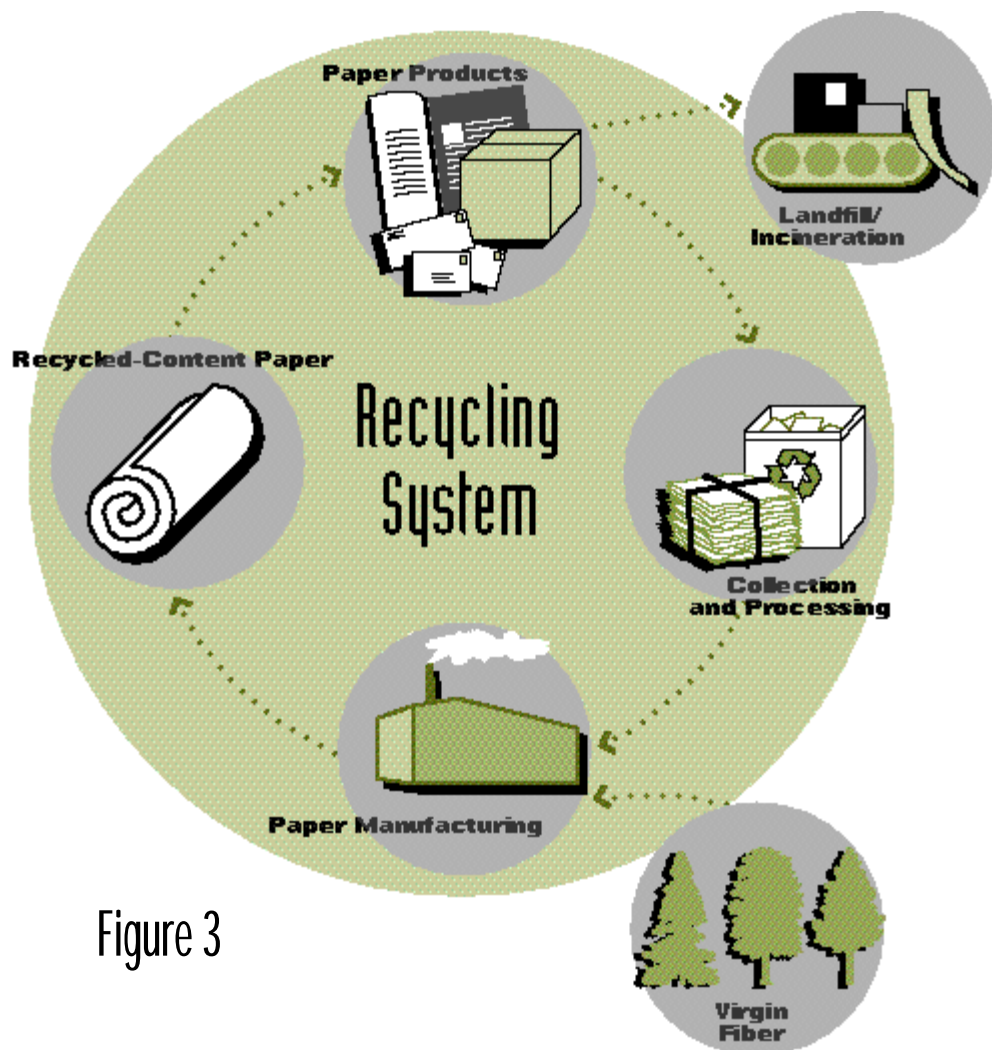 Paper Products
Landfill/
Incineration
Recycled-Content Paper
Recycling
System
Collection
and Processing
Paper Manufacturing
Figure 3
Virgin
Fiber